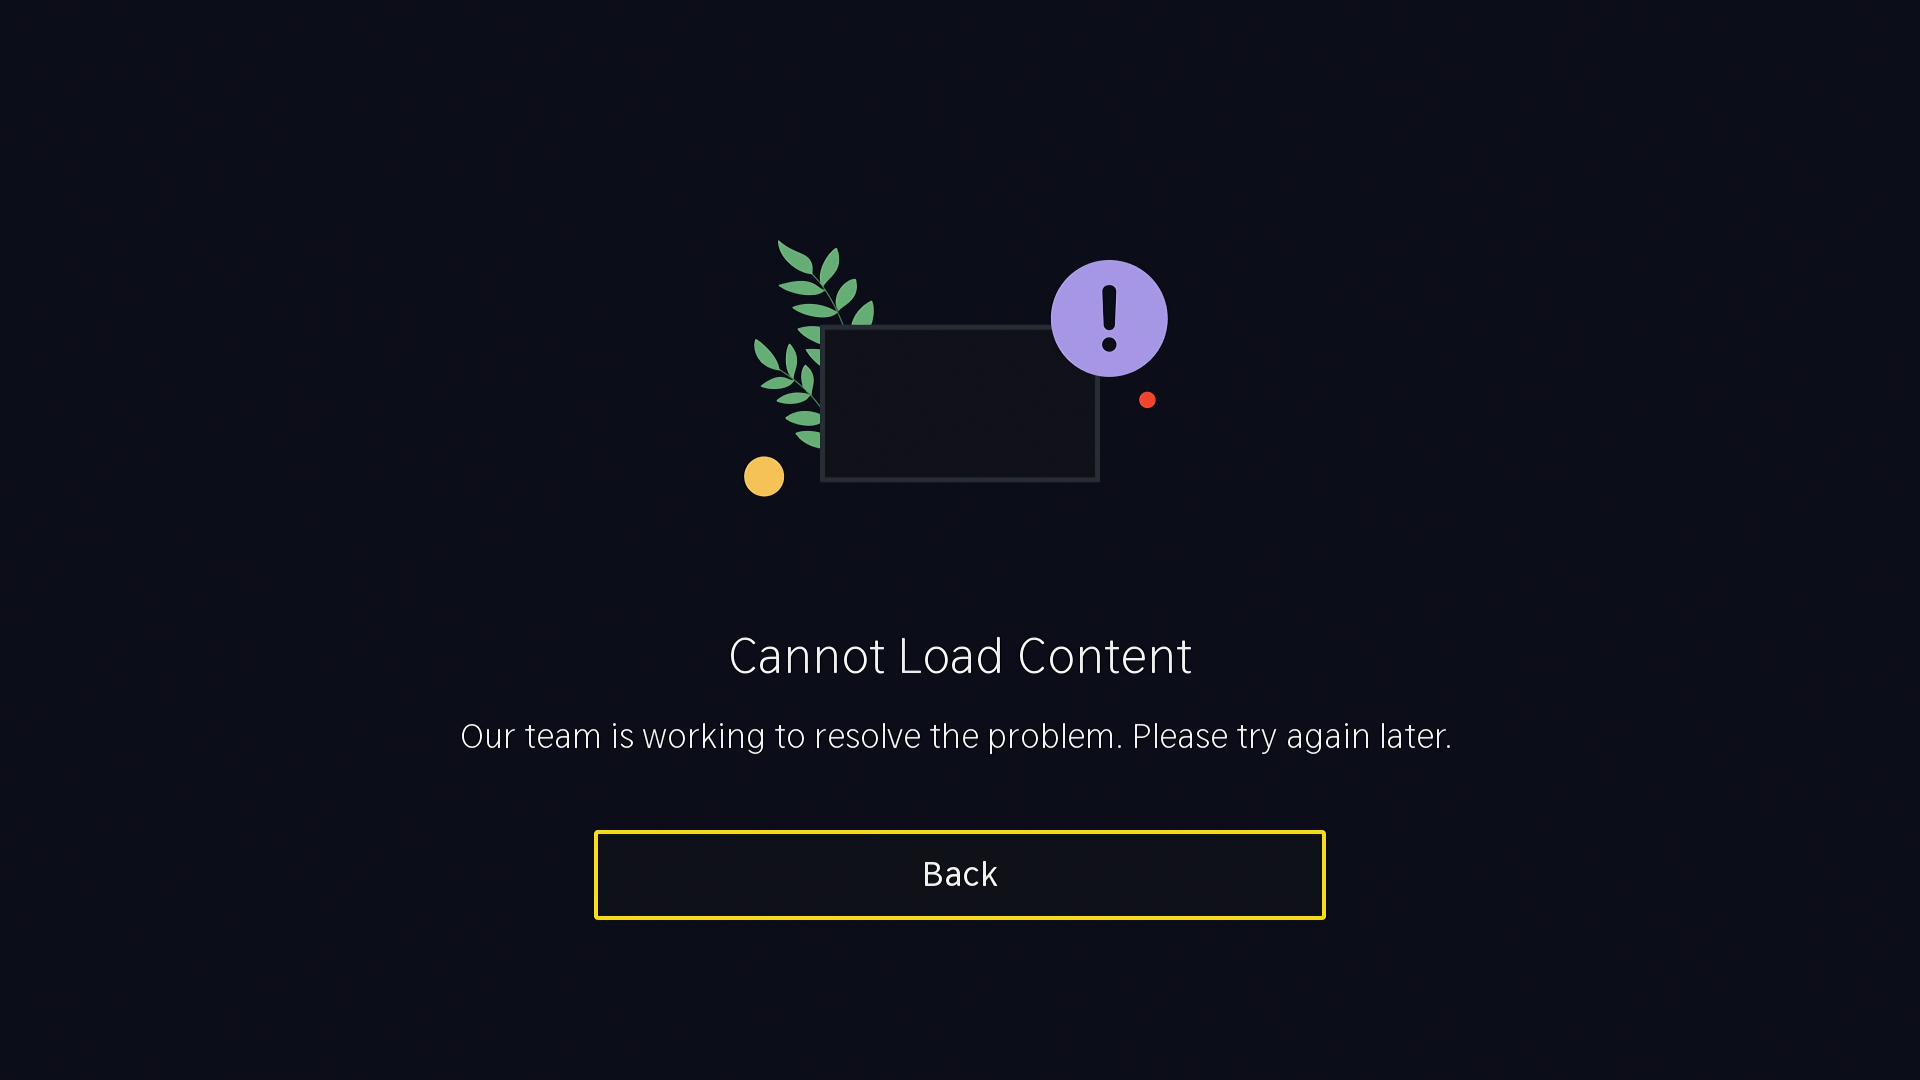 Cannot Load Content
Our team is working to resolve the problem. Please try again later.
Back